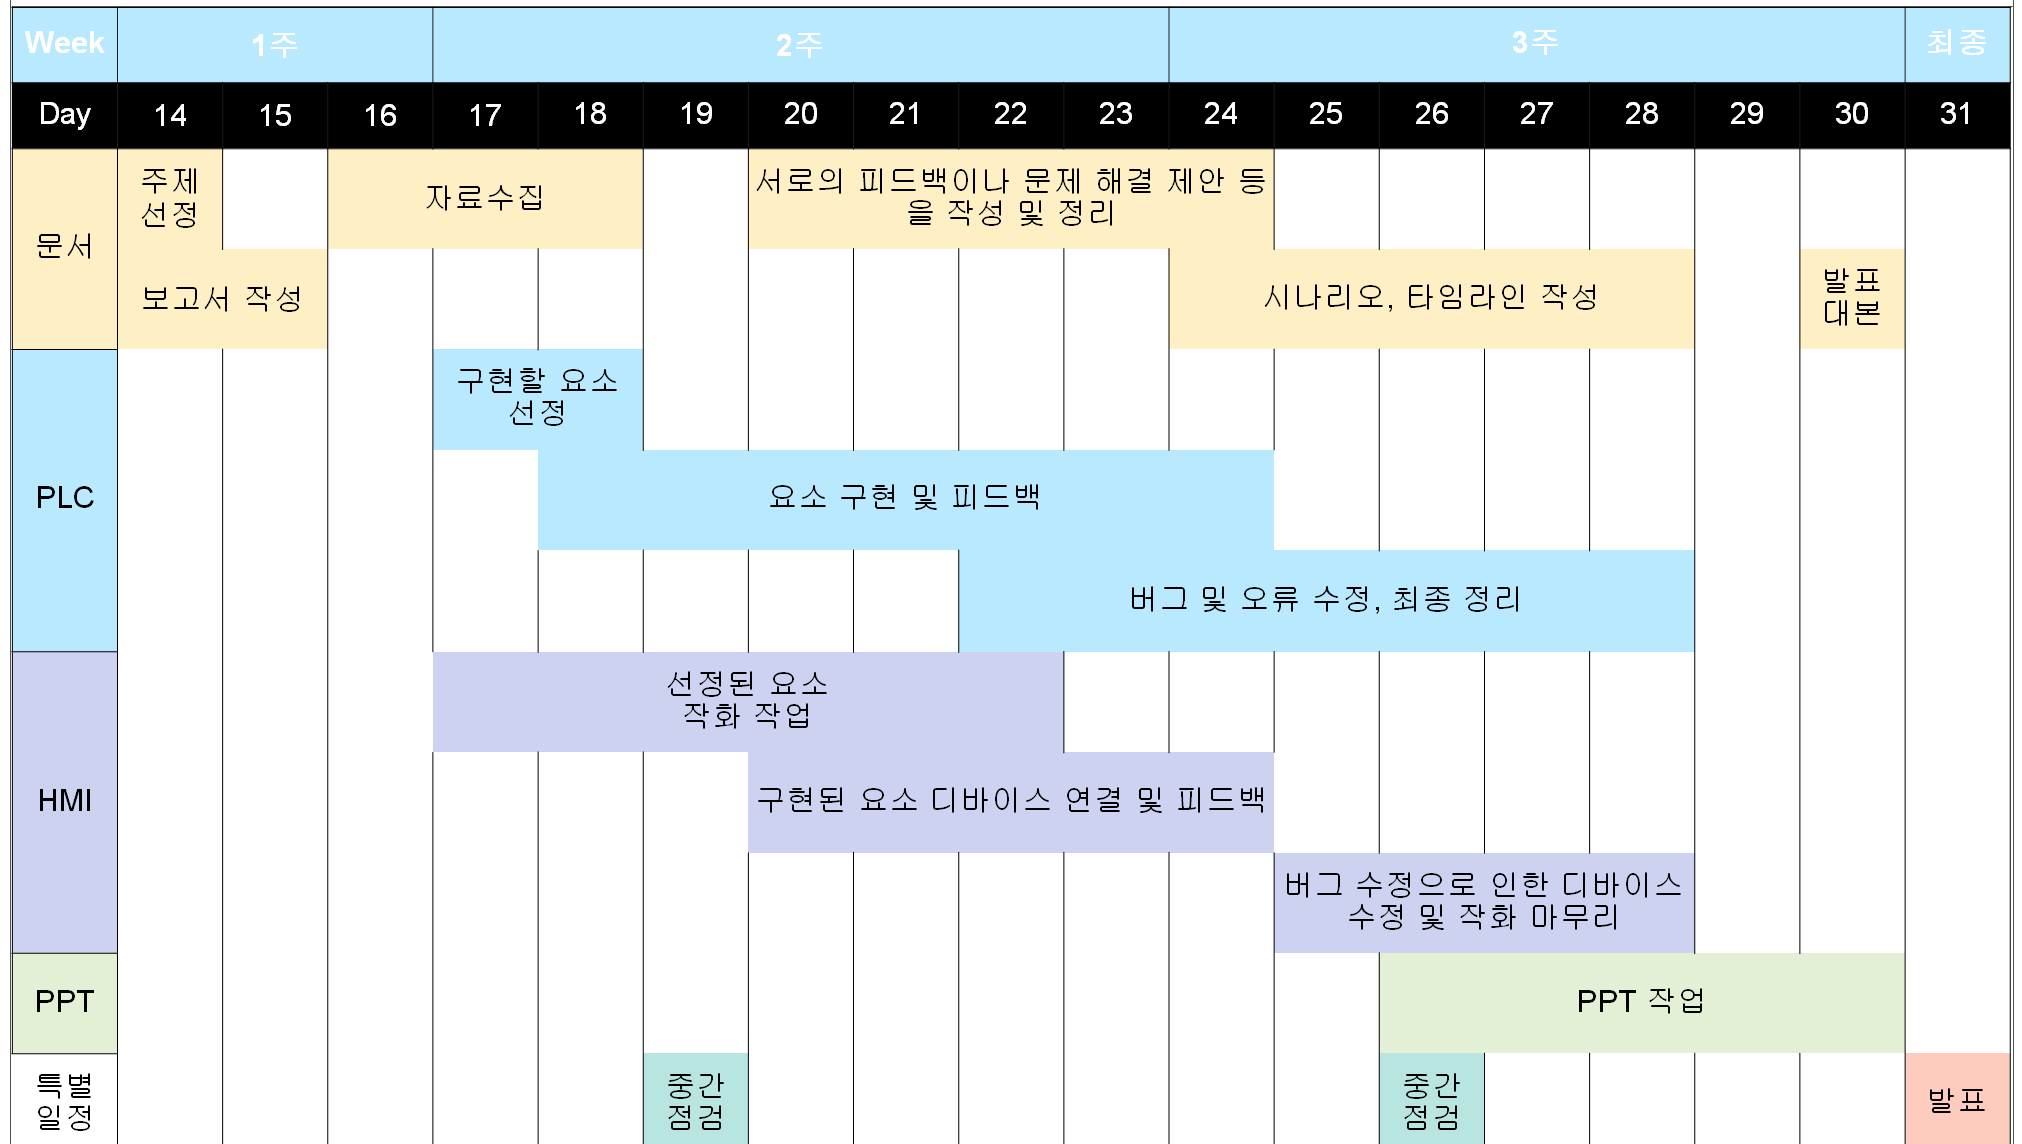 Week 1주 2주 3주 최종
Day 14 15 16 17 18 19 20 21 22 23 24 25 26 27 28 29 30 31
문서
주제
선정
자료수집
서로의 피드백이나 문제 해결 제안 등
을 작성 및 정리
보고서 작성
시나리오, 타임라인 작성
발표
대본
PLC
구현할 요소
선정
요소 구현 및 피드백
버그 및 오류 수정, 최종 정리
HMI
선정된 요소
작화 작업
구현된 요소 디바이스 연결 및 피드백
버그 수정으로 인한 디바이스
수정 및 작화 마무리
PPT
PPT 작업
특별
일정
중간
점검
중간
점검
발표